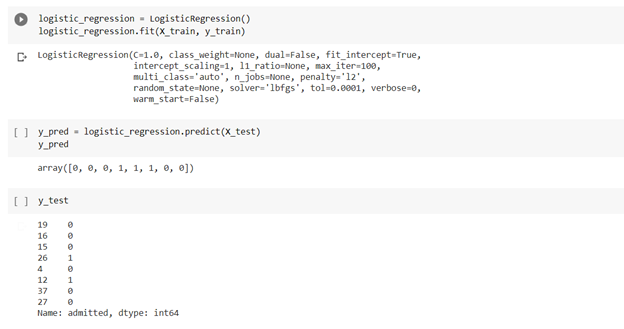 logistic_regression = LogisticRegression()
logistic_regression.fit(X_train, y_train)
LogisticRegression(C=1.0, class_weight=None, dual=False, fit_intercept=True,
intercept_scaling=1, l1_ratio=None, max_iter=100,
multi_class='auto', n_jobs=None, penalty='l2',
random_state=None, solver='lbfgs', tol=0.0001, verbose=0,
warm_start=False)
[ ] y_pred = logistic_regression.predict(X_test)
y_pred
array([0, 0, 0, 1, 1, 1, 0, 0])
[ ] y_test
19 0
16 0
15 0
26 1
4 0
12 1
37 0
27 0
Name: admitted, dtype: int64